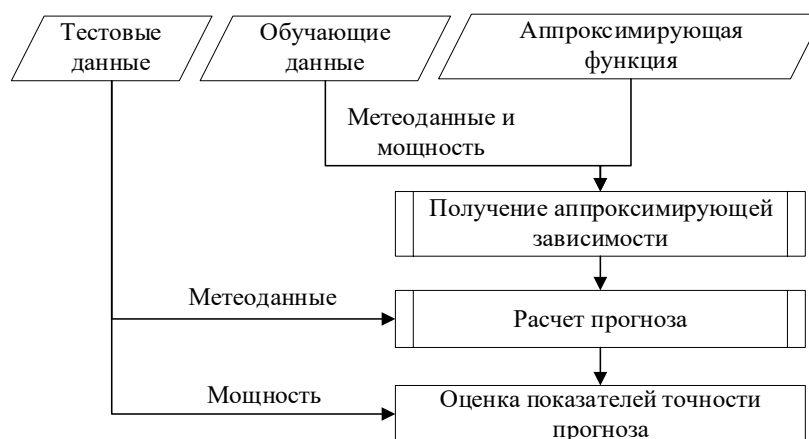 Тестовые
данные
Обучающие
данные
Аппроксимирующая
функция
Метеоданные и
мощность
Получение аппроксимирующей
зависимости
Метеоданные
Расчет прогноза
Мощность
Оценка показателей точности
прогноза